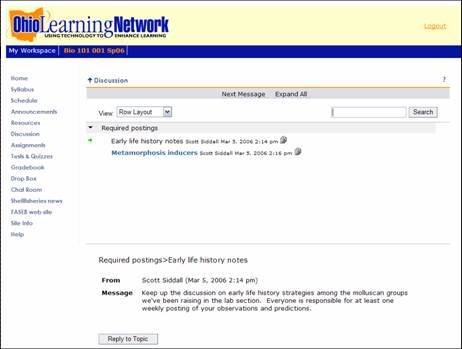 OhioLearningNetwork
USING TECHNOLOGY TO ENHANCE LEARNING
Logout
My Workspace Bio 101 001 Sp06
Home
Syllabus
Schedule
Announcements
Resources
Discussion
Assignments
Tests & Quizzes
Gradebook
Drop Box
Chat Room
Shellfisheries news
FASEB web site
Site Info
Help
Discussion ?
Next Message Expand All
View Row Layout Search
Required postings
Early life history notes Scott Siddall Mar 5, 2006 2:14 pm
Metamorphosis inducers Scott Siddall Mar 5, 2006 2:16 pm
Required postings>Early life history notes
From Scott Siddall (Mar 5, 2006 2:14 pm)
Message Keep up the discussion on early life history strategies among the molluscan groups
we've been raising in the lab section. Everyone is responsible for at least one
weekly posting of your observations and predictions.
Reply to Topic